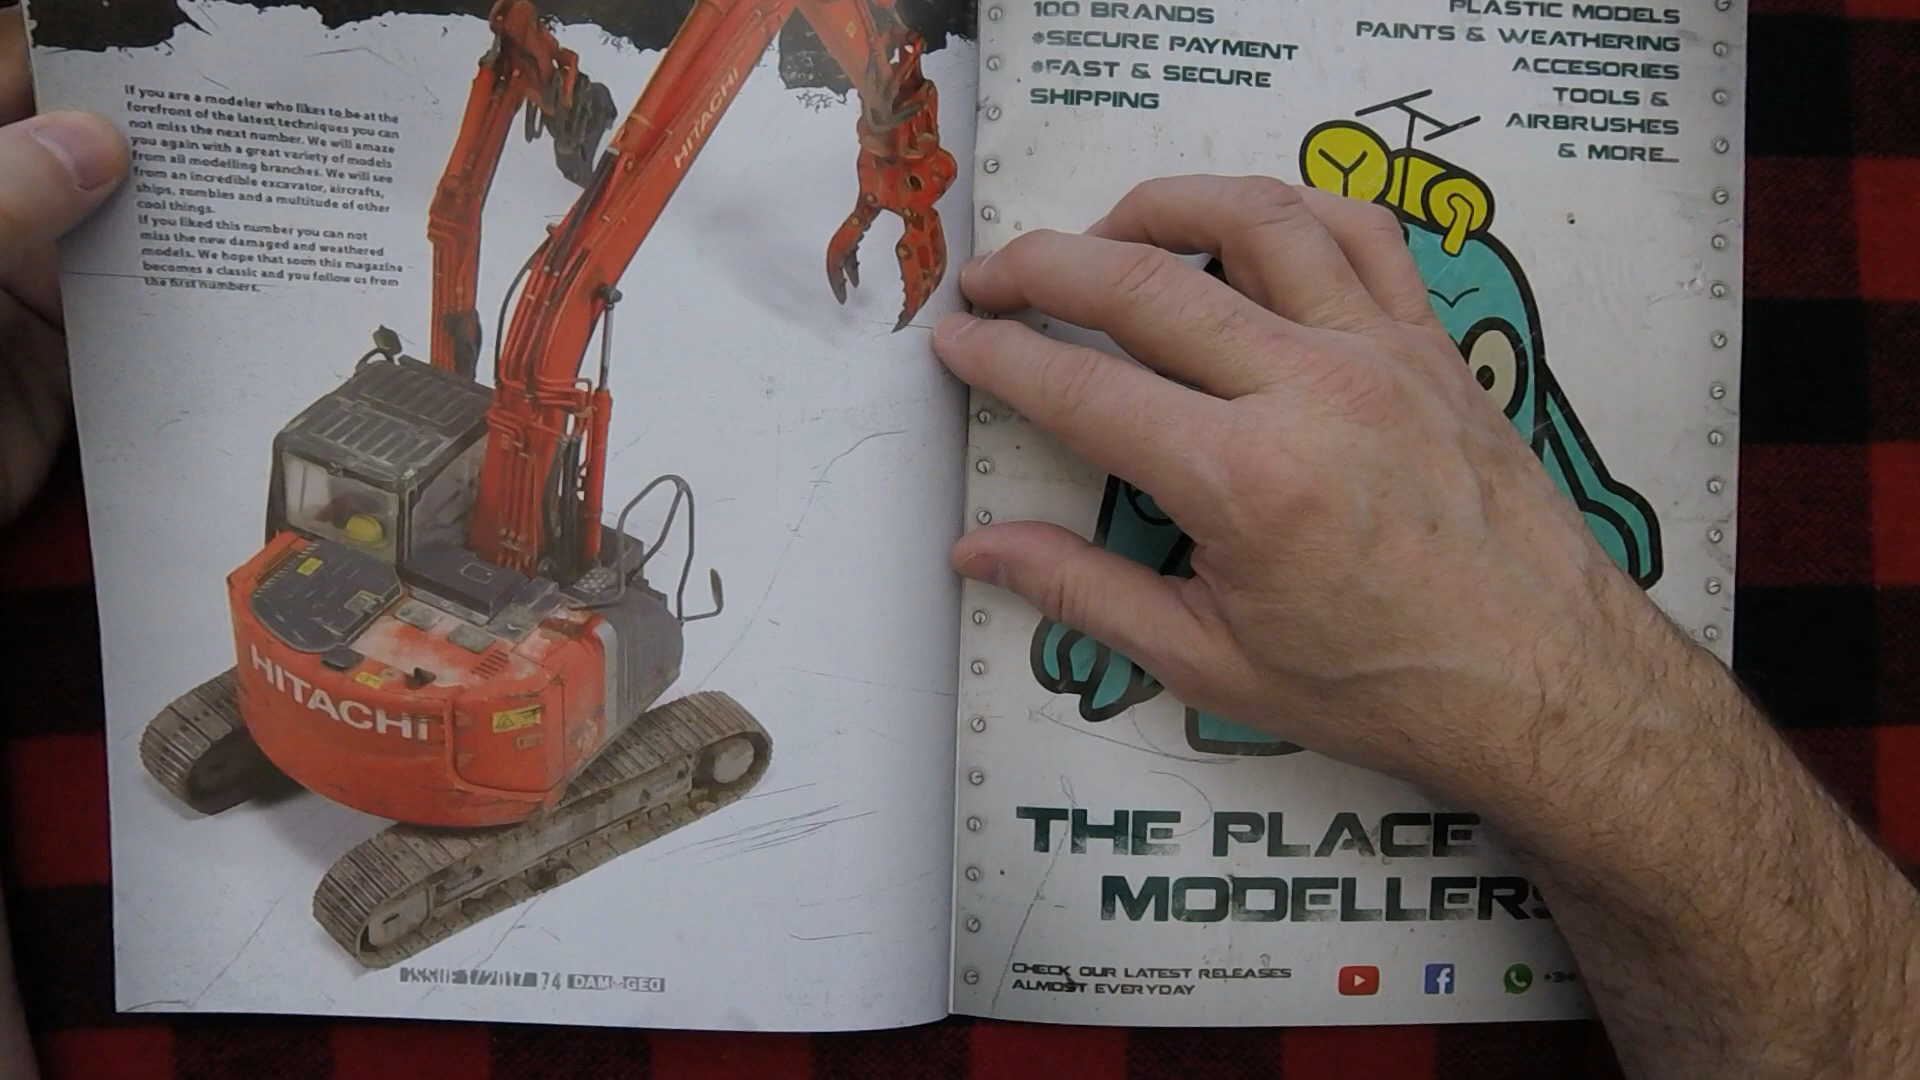 If you are a modeler who likes to be at the
forefront of the latest techniques you can
not miss the next number. We will amaze
you again with a great variety of models
from all modelling branches. We will see
from an incredible excavator, aircrafts,
ships, zombies and a multitude of other
cool things.
If you liked this number you can not
miss the new damaged and weathered
models. We hope that soon this magazine
becomes a classic and you follow us from
the first numbers.
HITACHI
HITACHI
ISSUE 1/2017 74 DAMAGED
100 BRANDS
*SECURE PAYMENT
*FAST & SECURE
SHIPPING
PLASTIC MODELS
PAINTS & WEATHERING
ACCESORIES
TOOLS &
AIRBRUSHES
& MORE...
THE PLACE
MODELLERS
CHECK OUR LATEST RELEASES
ALMOST EVERYDAY